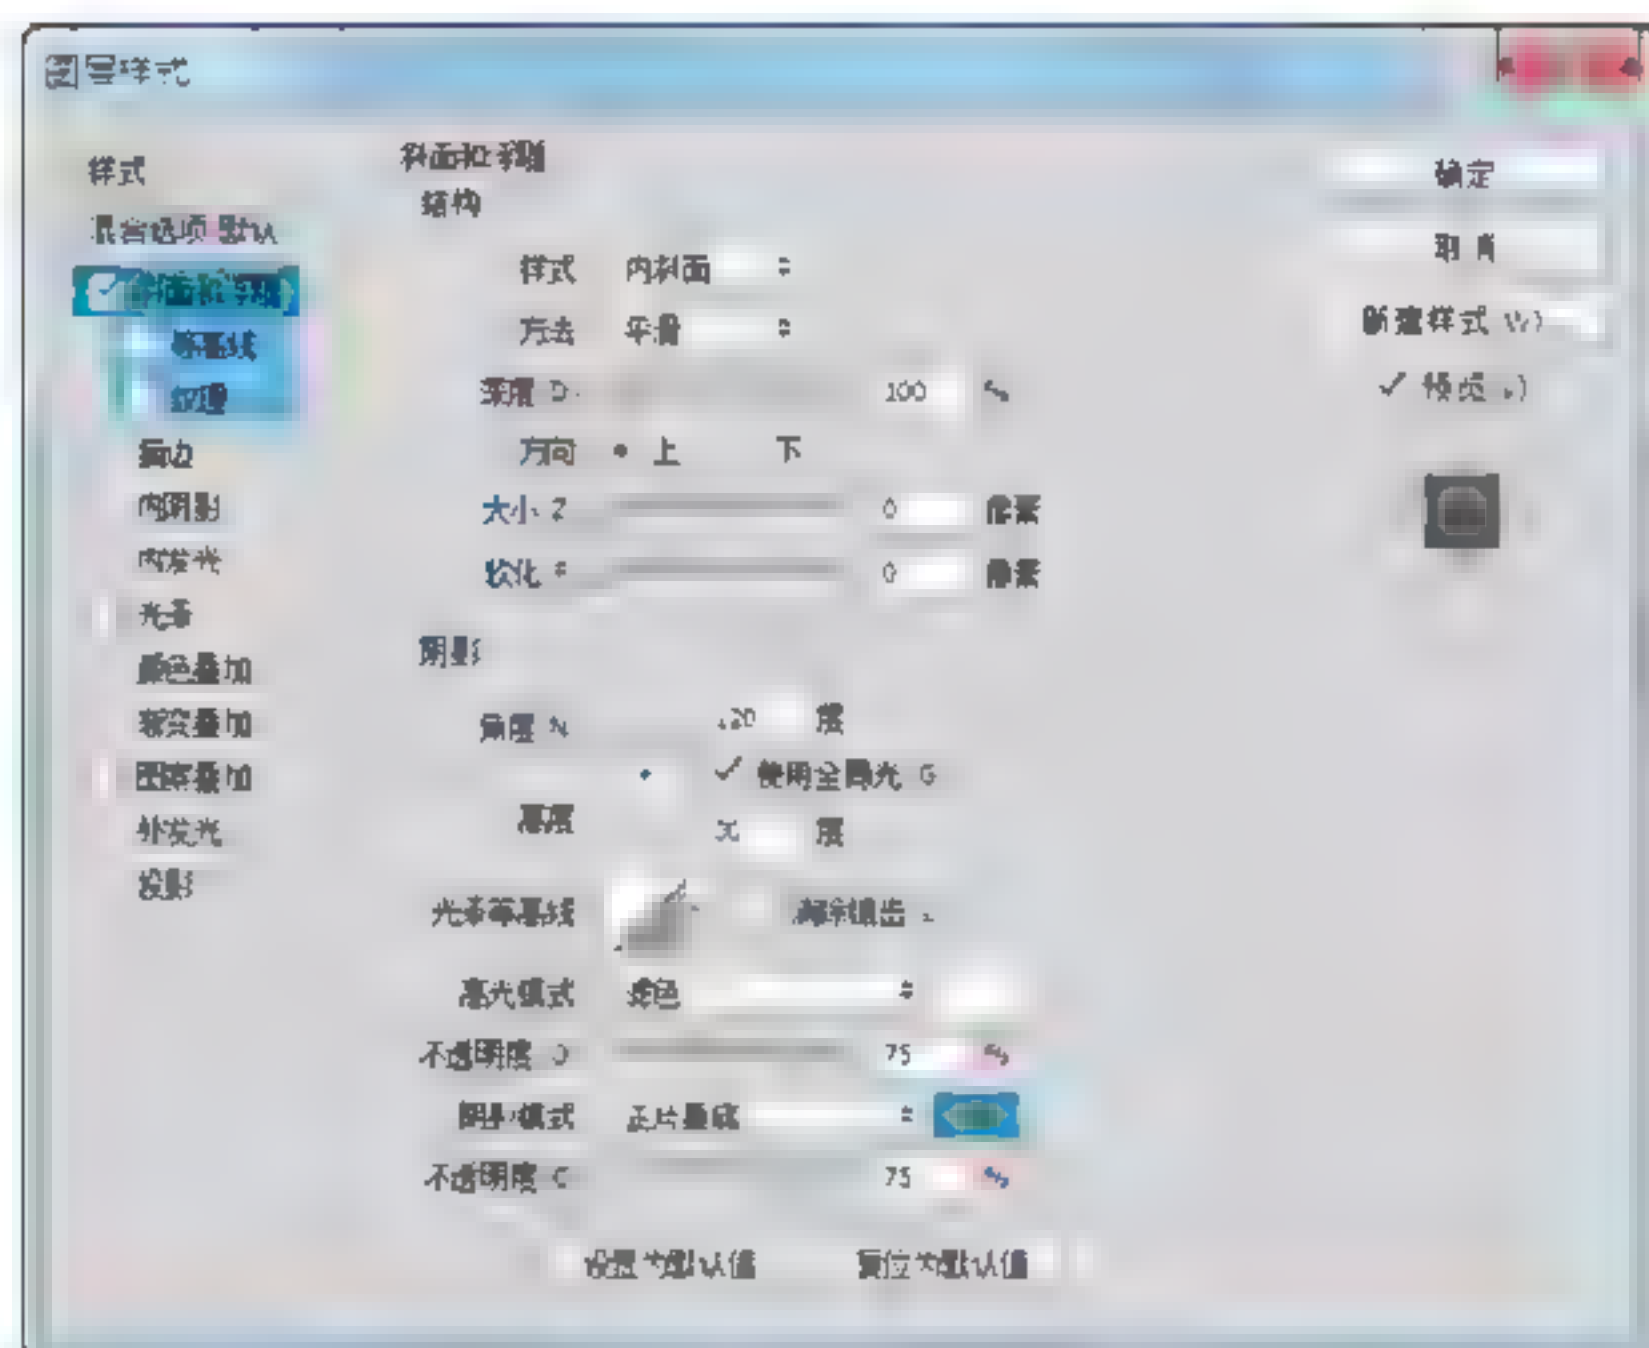 图层样式
样式
混合选项:默认
斜面和浮雕
等高线
纹理
描边
内阴影
内发光
光泽
颜色叠加
渐变叠加
图案叠加
外发光
投影
斜面和浮雕
结构
样式 内斜面
方法 平滑
深度 D 100 %
方向 上 下
大小 Z 0 像素
软化 F 0 像素
阴影
角度 N 120 度
使用全局光 G
高度 30 度
光泽等高线 消除锯齿 L
高光模式 滤色
不透明度 O 75 %
阴影模式 正片叠底
不透明度 C 75 %
设置为默认值 复位为默认值
确定
取消
新建样式 W)
预览 V)